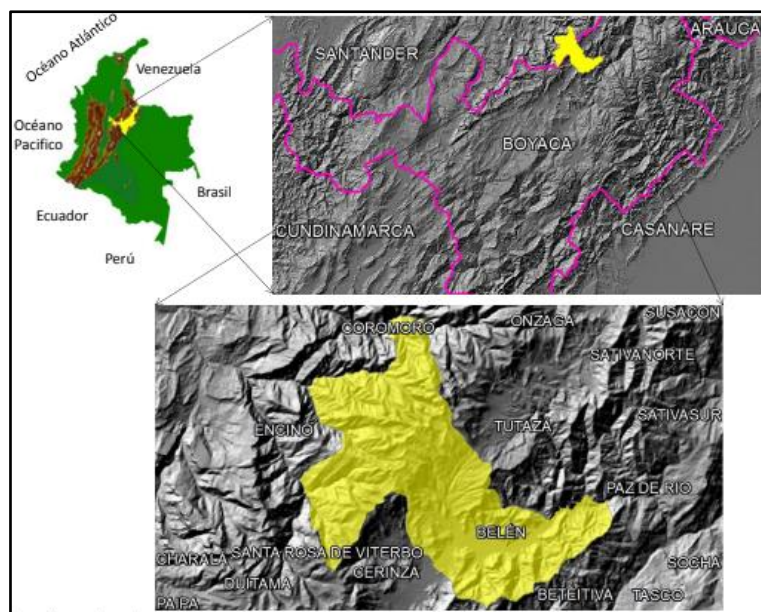 Océano Atlántico
Venezuela
Océano
Pacifico
Brasil
Ecuador
Perú
SANTANDER
ARAUCA
BOYACA
CUNDINAMARCA
CASANARE
COROMORO
ONZAGA
SUSACON
SATIVANORTE
SATIVASUR
ENCINO
TUTAZA
PAZ DE RIO
BELÉN
CHARALA
SANTA ROSA DE VITERBO
CERINZA
SOCHA
DUITAMA
BETEITIVA
TASCO
PAIPA